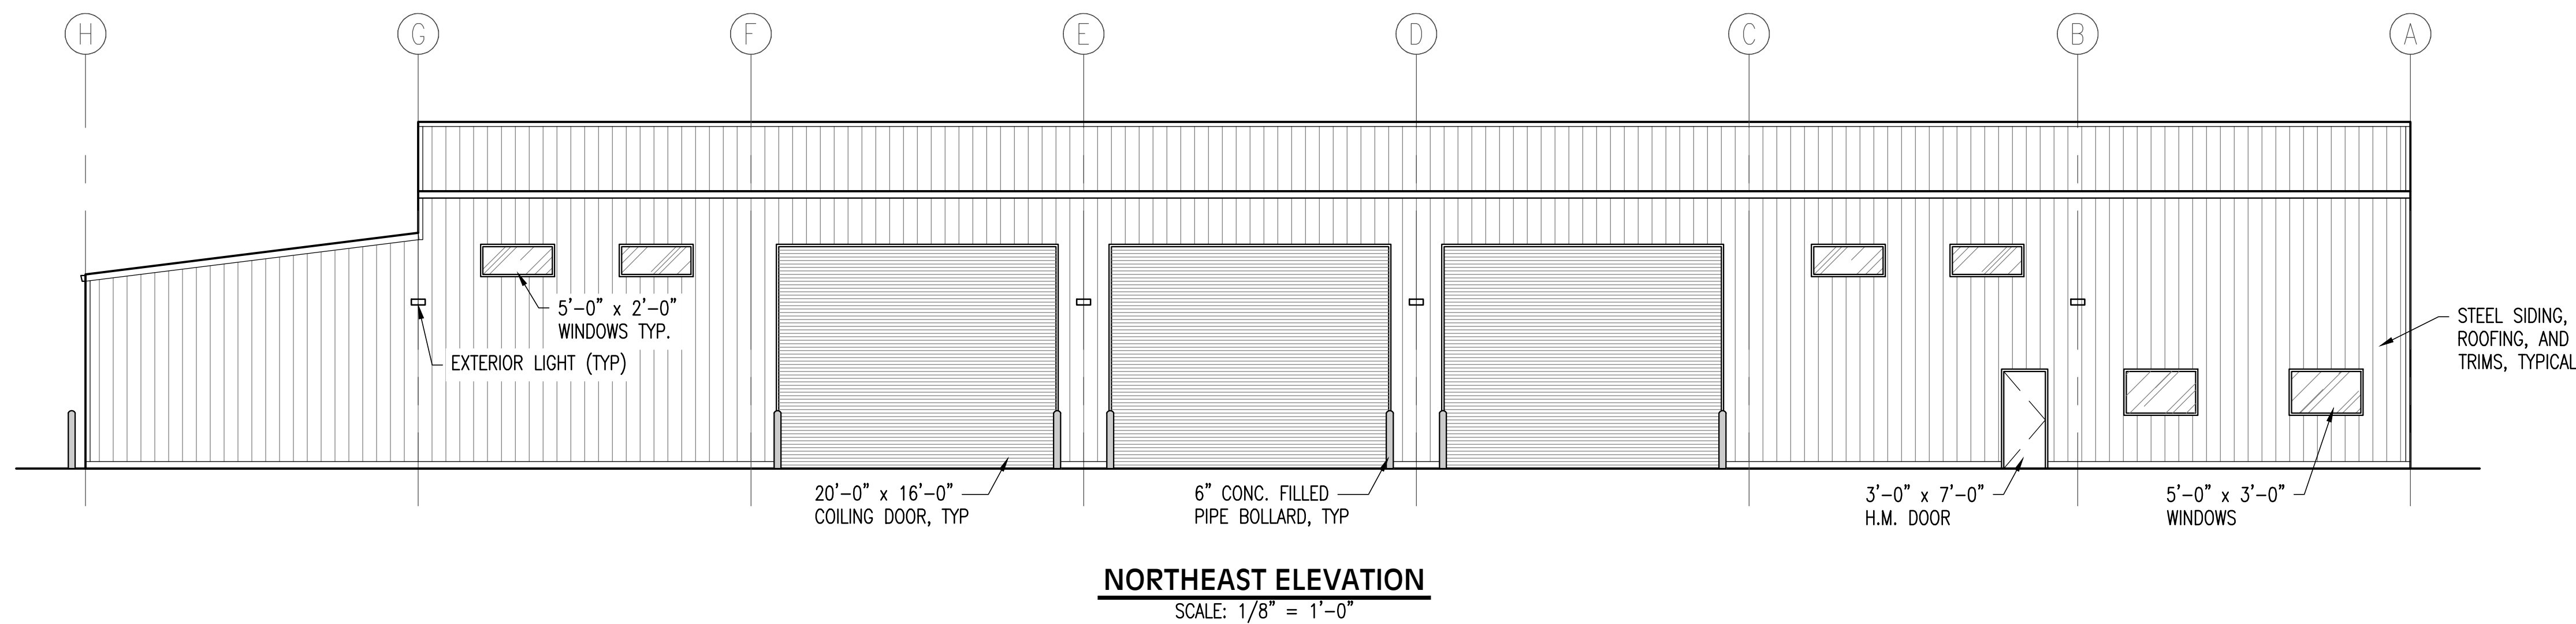 H G F E D C B A
5'-0" x 2'-0"
WINDOWS TYP.
EXTERIOR LIGHT (TYP)
STEEL SIDING,
ROOFING, AND
TRIMS, TYPICAL
20'-0" x 16'-0"
COILING DOOR, TYP
6" CONC. FILLED
PIPE BOLLARD, TYP
3'-0" x 7'-0"
H.M. DOOR
5'-0" x 3'-0"
WINDOWS
NORTHEAST ELEVATION
SCALE: 1/8" = 1'-0"